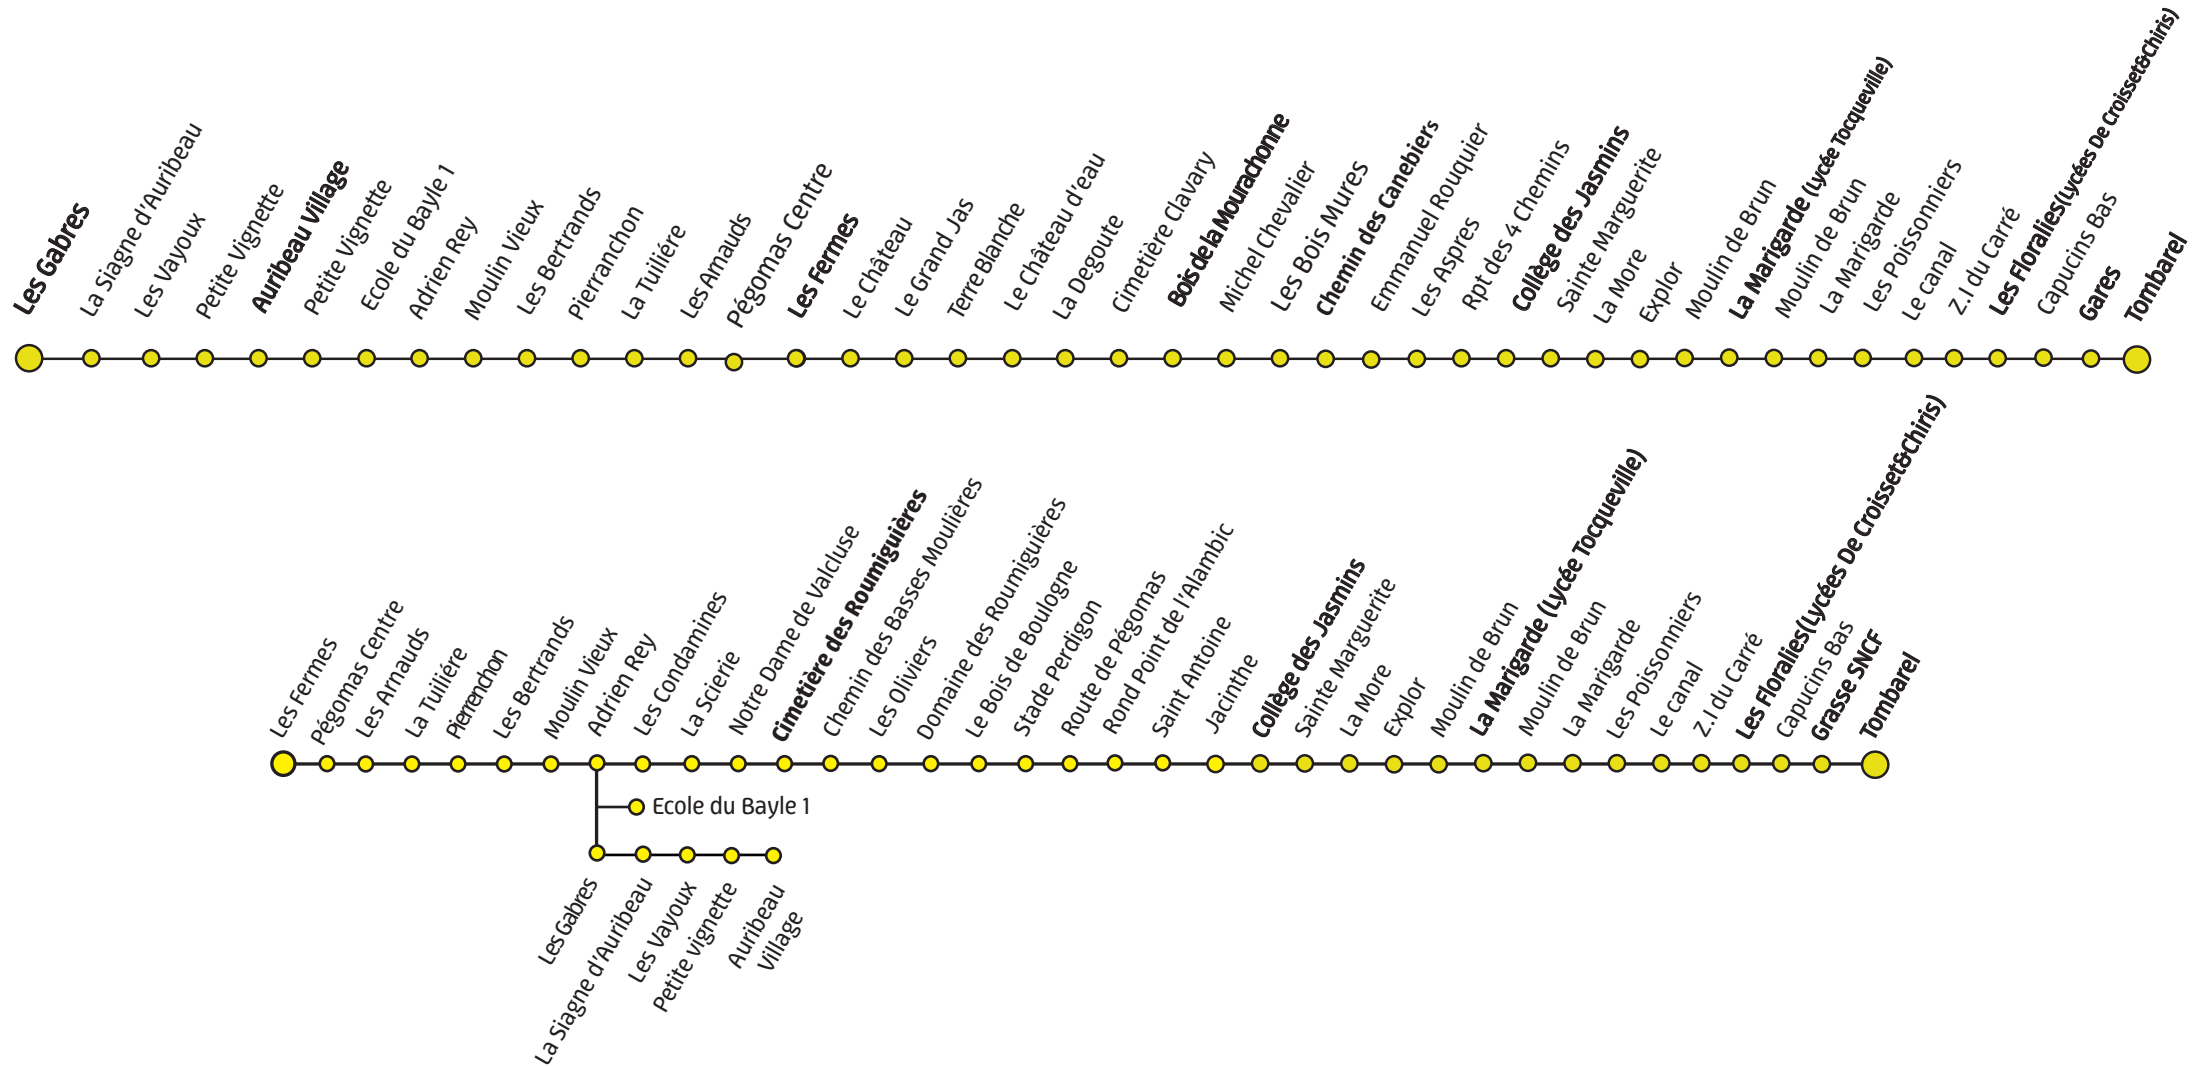 Les Gabres
La Siagne d'Auribeau
Les Vayoux
Petite Vignette
Auribeau Village
Petite Vignette
Ecole du Bayle 1
Adrien Rey
Moulin Vieux
Les Bertrands
Pierranchon
La Tuiliére
Les Arnauds
Pégomas Centre
Les Fermes
Le Château
Le Grand Jas
Terre Blanche
Le Château d'eau
La Degoute
Cimetière Clavary
Bois de la Mourachonne
Michel Chevalier
Les Bois Mures
Chemin des Canebiers
Emmanuel Rouquier
Les Aspres
Rpt des 4 Chemins
Collège des Jasmins
Sainte Marguerite
La More
Explor
Moulin de Brun
La Marigarde (Lycée Tocqueville)
Moulin de Brun
La Marigarde
Les Poissonniers
Le canal
Z.I du Carré
Les Floralies(Lycées De Croisset&Chiris)
Capucins Bas
Gares
Tombarel
Les Fermes
Pégomas Centre
Les Arnauds
La Tuiliére
Pierrenchon
Les Bertrands
Moulin Vieux
Adrien Rey
Les Condamines
La Scierie
Notre Dame de Valcluse
Cimetière des Roumiguières
Chemin des Basses Moulières
Les Oliviers
Domaine des Roumiguières
Le Bois de Boulogne
Stade Perdigon
Route de Pégomas
Rond Point de l'Alambic
Saint Antoine
Jacinthe
Collège des Jasmins
Sainte Marguerite
La More
Explor
Moulin de Brun
La Marigarde (Lycée Tocqueville)
Moulin de Brun
La Marigarde
Les Poissonniers
Le canal
Z.I du Carré
Les Floralies(Lycées De Croisset&Chiris)
Capucins Bas
Grasse SNCF
Tombarel
Ecole du Bayle 1
Les Gabres
La Siagne d'Auribeau
Les Vayoux
Petite vignette
Auribeau
Village